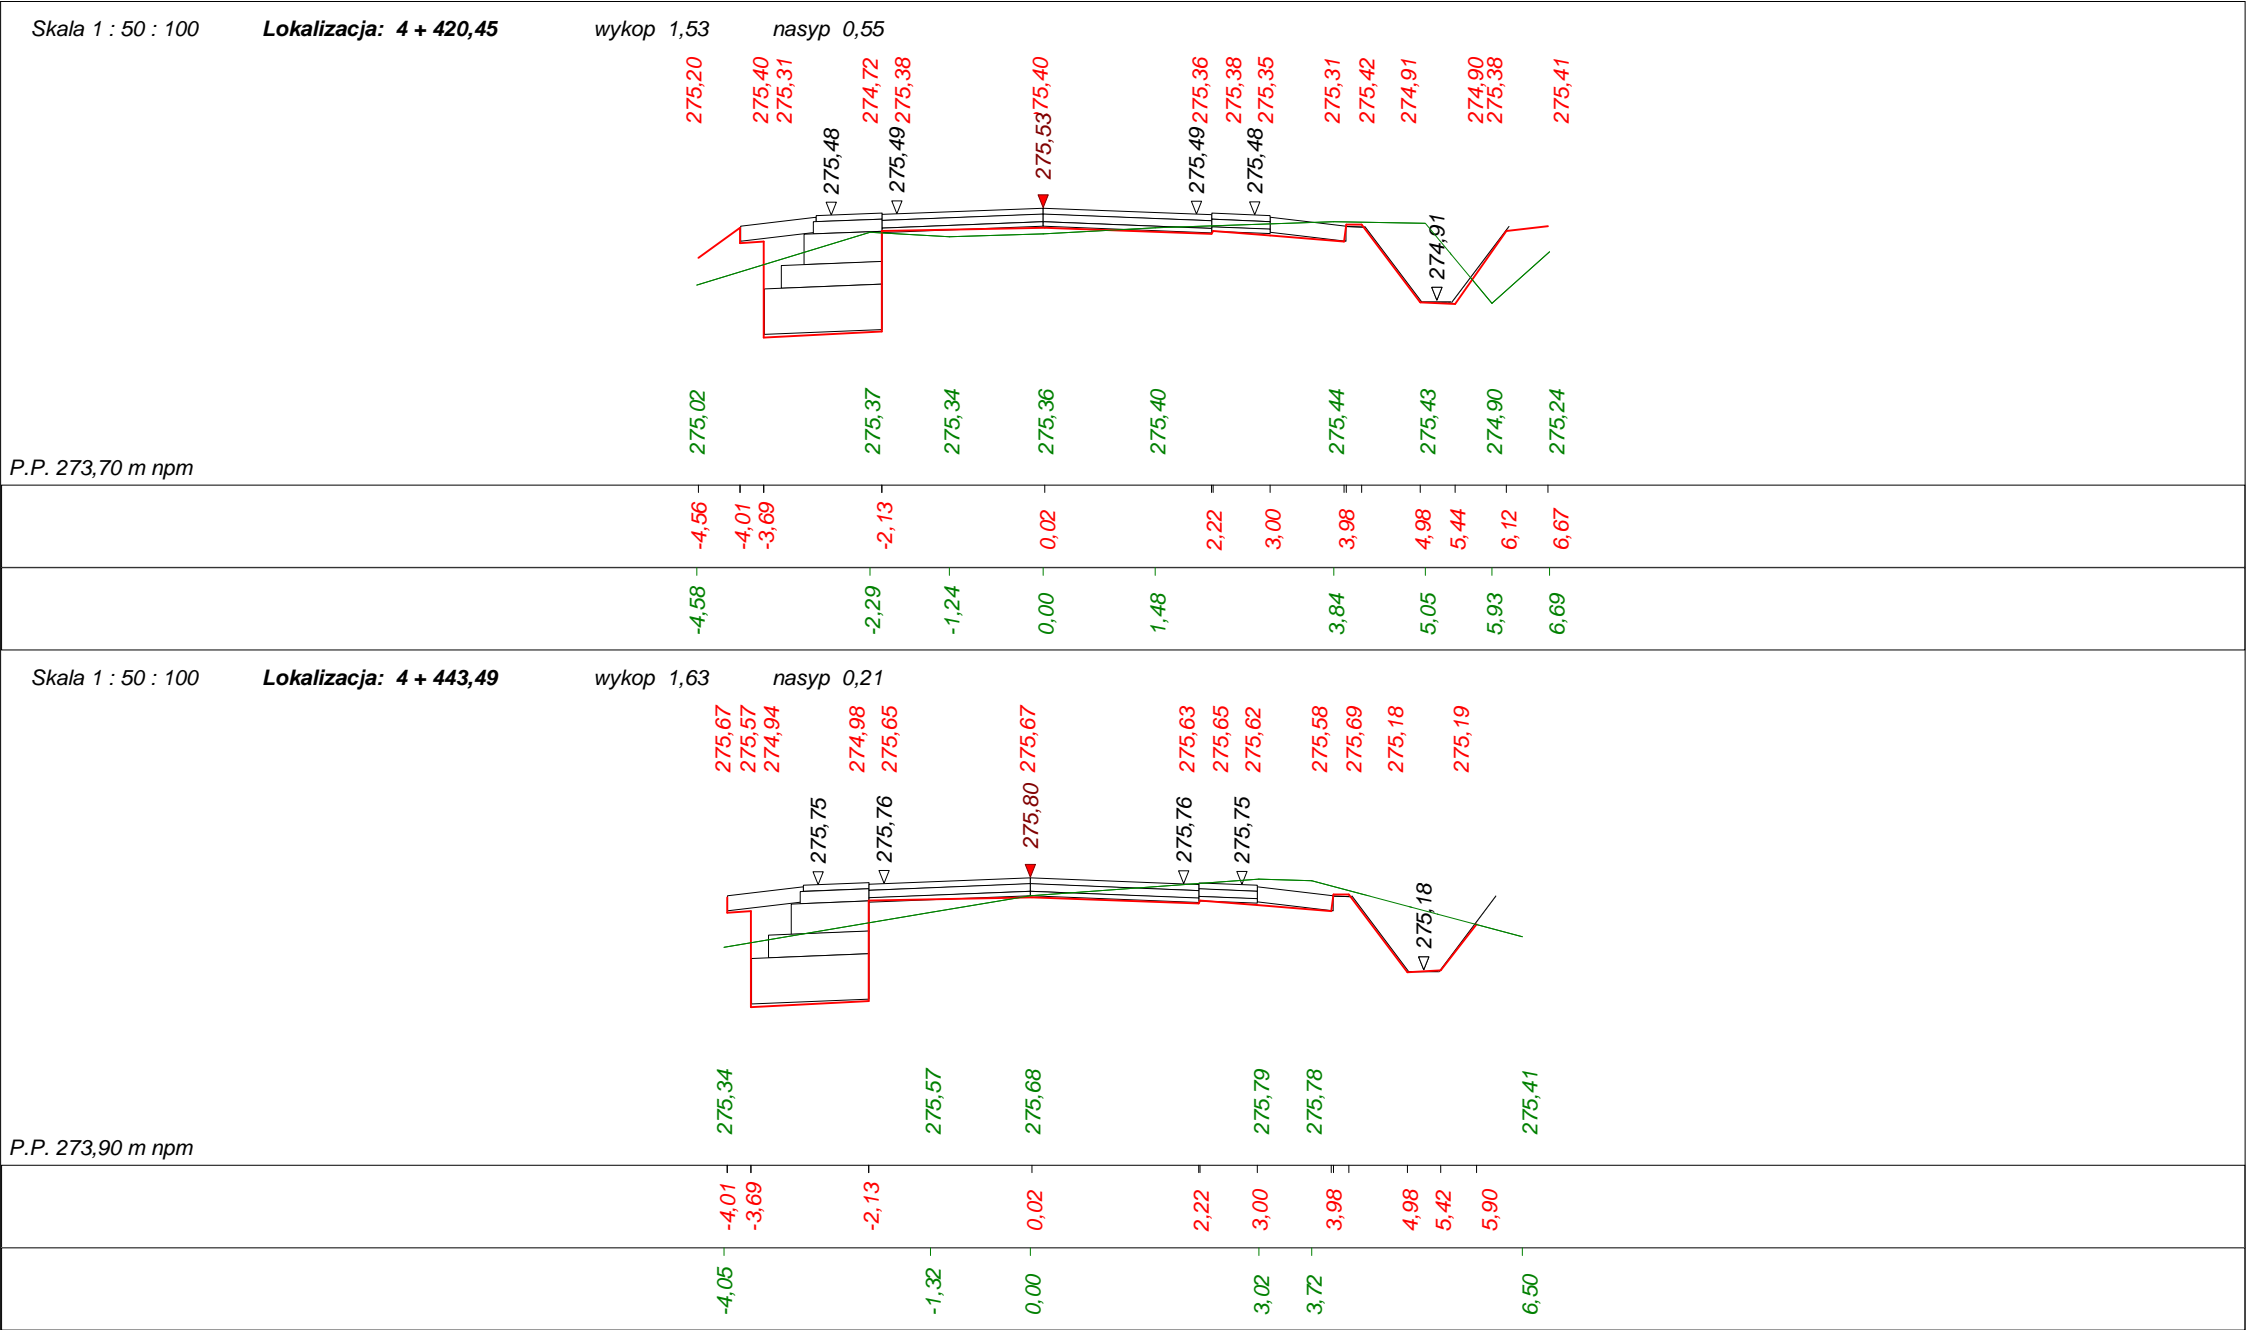 Skala 1 : 50 : 100 Lokalizacja: 4 + 420,45 wykop 1,53 nasyp 0,55
275,20 275,40 275,31 274,72 275,38 275,40 275,36 275,38 275,35 275,31 275,42 274,91 274,90 275,38 275,41
275,48 275,49 275,53 275,49 275,48 274,91
275,02 275,37 275,34 275,36 275,40 275,44 275,43 274,90 275,24
P.P. 273,70 m npm
-4,56 -4,01 -3,69 -2,13 0,02 2,22 3,00 3,98 4,98 5,44 6,12 6,67
-4,58 -2,29 -1,24 0,00 1,48 3,84 5,05 5,93 6,69
Skala 1 : 50 : 100 Lokalizacja: 4 + 443,49 wykop 1,63 nasyp 0,21
275,67 275,57 274,94 274,98 275,65 275,67 275,63 275,65 275,62 275,58 275,69 275,18 275,19
275,75 275,76 275,80 275,76 275,75 275,18
275,34 275,57 275,68 275,79 275,78 275,41
P.P. 273,90 m npm
-4,01 -3,69 -2,13 0,02 2,22 3,00 3,98 4,98 5,42 5,90
-4,05 -1,32 0,00 3,02 3,72 6,50